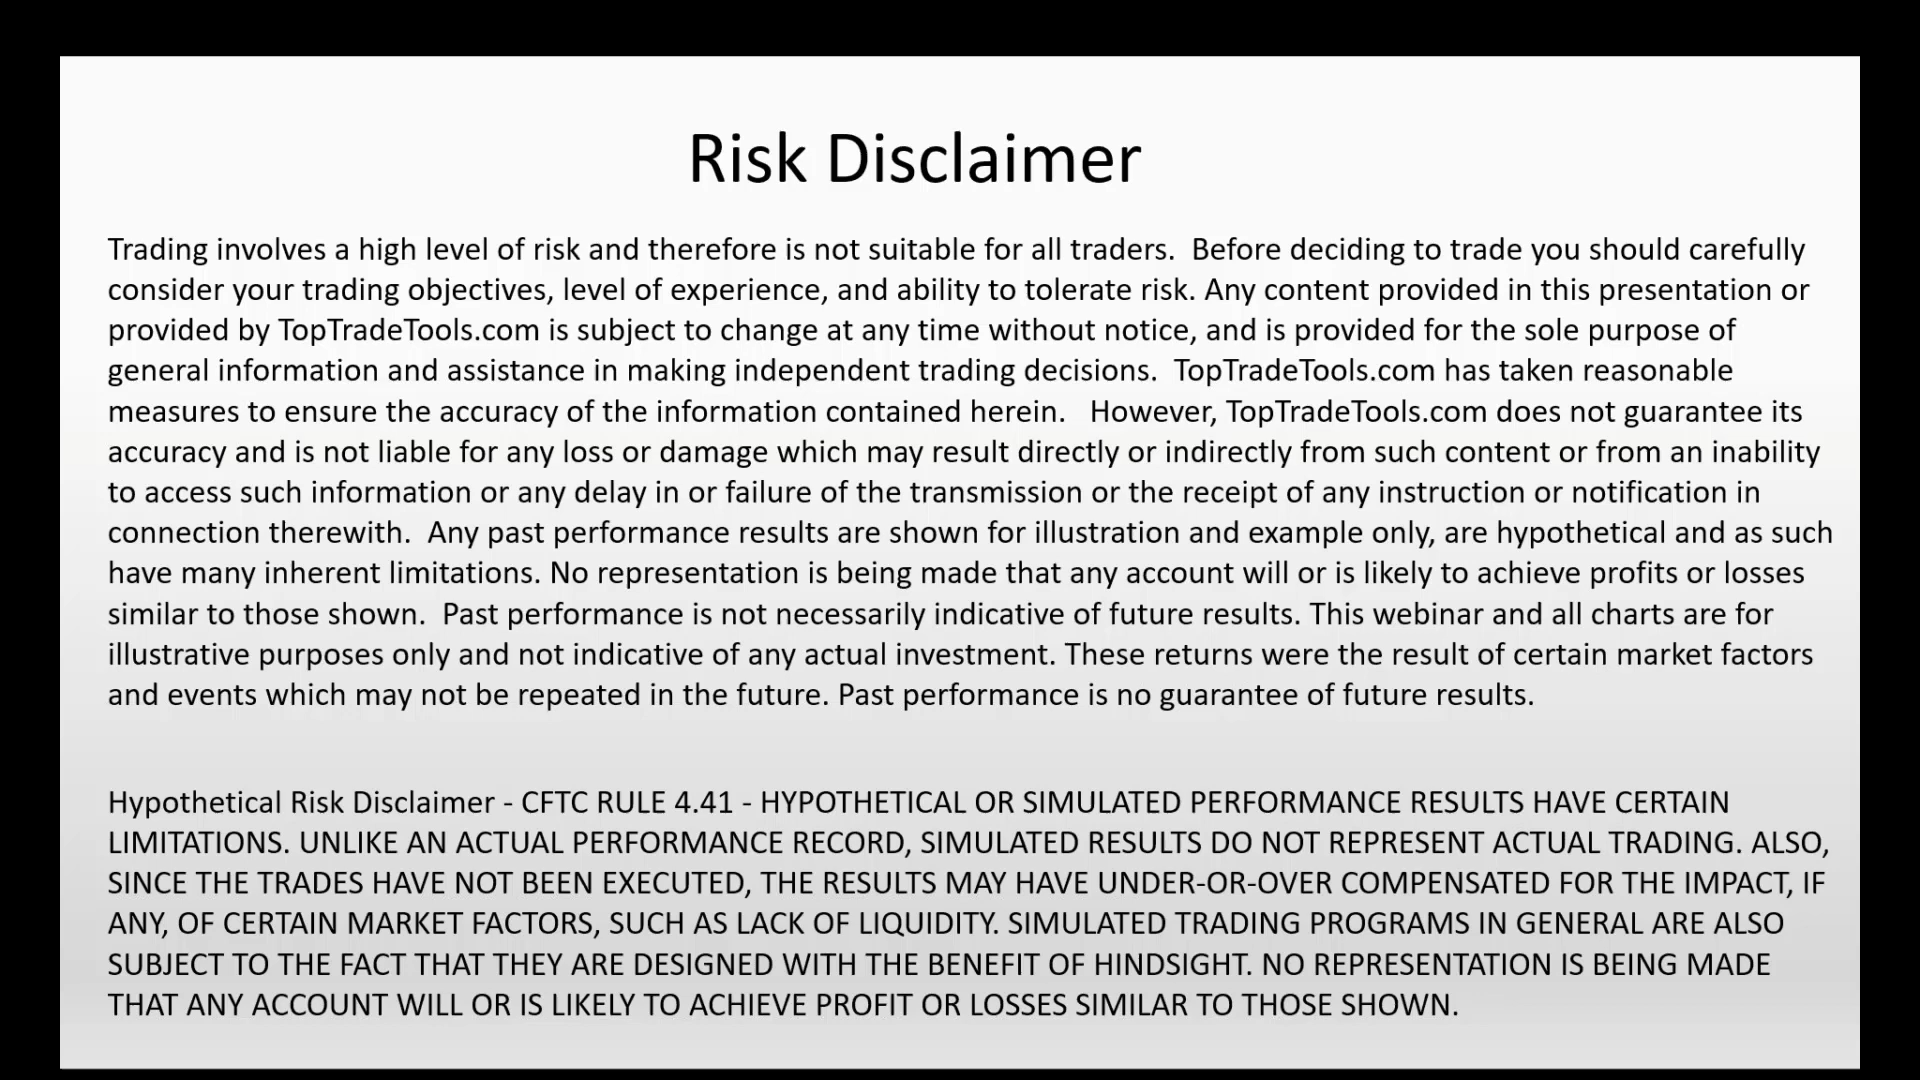 Risk Disclaimer
Trading involves a high level of risk and therefore is not suitable for all traders.  Before deciding to trade you should carefully
consider your trading objectives, level of experience, and ability to tolerate risk. Any content provided in this presentation or
provided by TopTradeTools.com is subject to change at any time without notice, and is provided for the sole purpose of
general information and assistance in making independent trading decisions.  TopTradeTools.com has taken reasonable
measures to ensure the accuracy of the information contained herein.   However, TopTradeTools.com does not guarantee its
accuracy and is not liable for any loss or damage which may result directly or indirectly from such content or from an inability
to access such information or any delay in or failure of the transmission or the receipt of any instruction or notification in
connection therewith.  Any past performance results are shown for illustration and example only, are hypothetical and as such
have many inherent limitations. No representation is being made that any account will or is likely to achieve profits or losses
similar to those shown.  Past performance is not necessarily indicative of future results. This webinar and all charts are for
illustrative purposes only and not indicative of any actual investment. These returns were the result of certain market factors
and events which may not be repeated in the future. Past performance is no guarantee of future results.
Hypothetical Risk Disclaimer - CFTC RULE 4.41 - HYPOTHETICAL OR SIMULATED PERFORMANCE RESULTS HAVE CERTAIN
LIMITATIONS. UNLIKE AN ACTUAL PERFORMANCE RECORD, SIMULATED RESULTS DO NOT REPRESENT ACTUAL TRADING. ALSO,
SINCE THE TRADES HAVE NOT BEEN EXECUTED, THE RESULTS MAY HAVE UNDER-OR-OVER COMPENSATED FOR THE IMPACT, IF
ANY, OF CERTAIN MARKET FACTORS, SUCH AS LACK OF LIQUIDITY. SIMULATED TRADING PROGRAMS IN GENERAL ARE ALSO
SUBJECT TO THE FACT THAT THEY ARE DESIGNED WITH THE BENEFIT OF HINDSIGHT. NO REPRESENTATION IS BEING MADE
THAT ANY ACCOUNT WILL OR IS LIKELY TO ACHIEVE PROFIT OR LOSSES SIMILAR TO THOSE SHOWN.